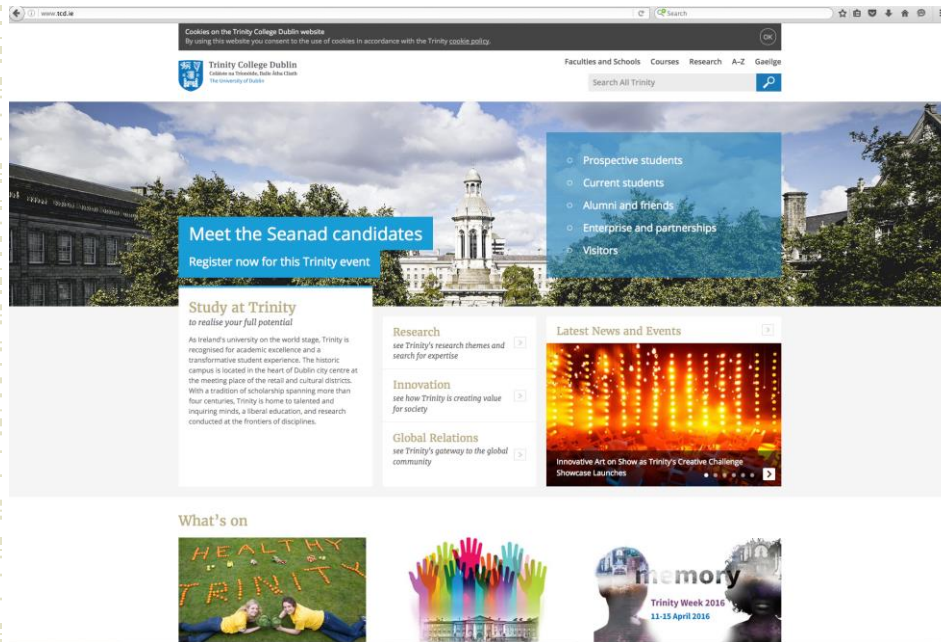 www.tcd.ie
Search
Cookies on the Trinity College Dublin website
By using this website you consent to the use of cookies in accordance with the Trinity cookie policy.
OK
Trinity College Dublin
Coláiste na Tríonóide, Baile Átha Cliath
The University of Dublin
Faculties and Schools Courses Research A–Z Gaeilge
Search All Trinity
Prospective students
Current students
Alumni and friends
Enterprise and partnerships
Visitors
Meet the Seanad candidates
Register now for this Trinity event
Study at Trinity
to realise your full potential
As Ireland's university on the world stage, Trinity is
recognised for academic excellence and a
transformative student experience. The historic
campus is located in the heart of Dublin city centre at
the meeting place of the retail and cultural districts.
With a tradition of scholarship spanning more than
four centuries, Trinity is home to talented and
inquiring minds, a liberal education, and research
conducted at the frontiers of disciplines.
Research
see Trinity's research themes and
search for expertise
Innovation
see how Trinity is creating value
for society
Global Relations
see Trinity's gateway to the global
community
Latest News and Events
Innovative Art on Show as Trinity's Creative Challenge
Showcase Launches
What's on
HEALTHY
TRINITY
memory
Trinity Week 2016
11-15 April 2016